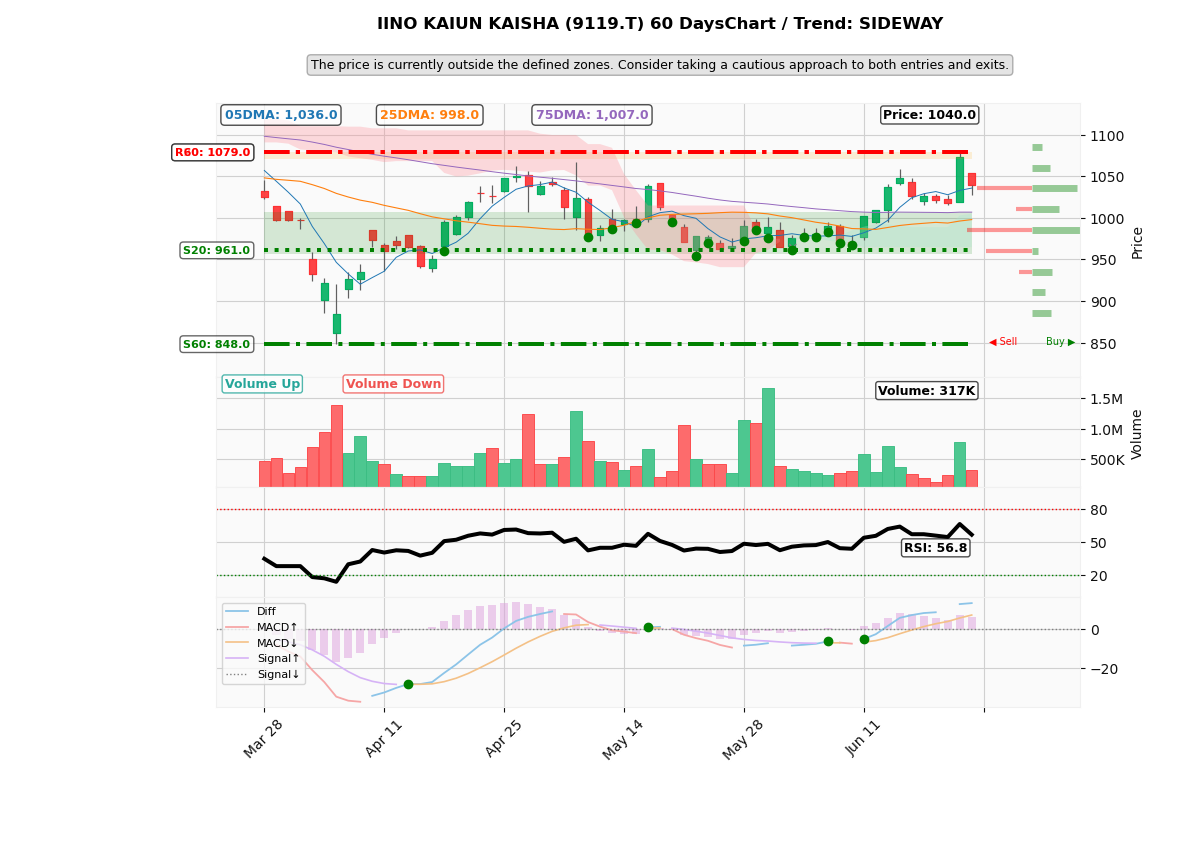 IINO KAIUN KAISHA (9119.T) 60 DaysChart / Trend: SIDEWAY
The price is currently outside the defined zones. Consider taking a cautious approach to both entries and exits.
05DMA: 1,036.0
25DMA: 998.0
75DMA: 1,007.0
Price: 1040.0
R60: 1079.0
S20: 961.0
S60: 848.0
1100
1050
1000
950
900
850
Price
◀ Sell
Buy ▶
Volume Up
Volume Down
Volume: 317K
1.5M
1.0M
500K
Volume
80
50
20
RSI: 56.8
Diff
MACD↑
MACD↓
Signal↑
Signal↓
0
−20
Mar 28
Apr 11
Apr 25
May 14
May 28
Jun 11